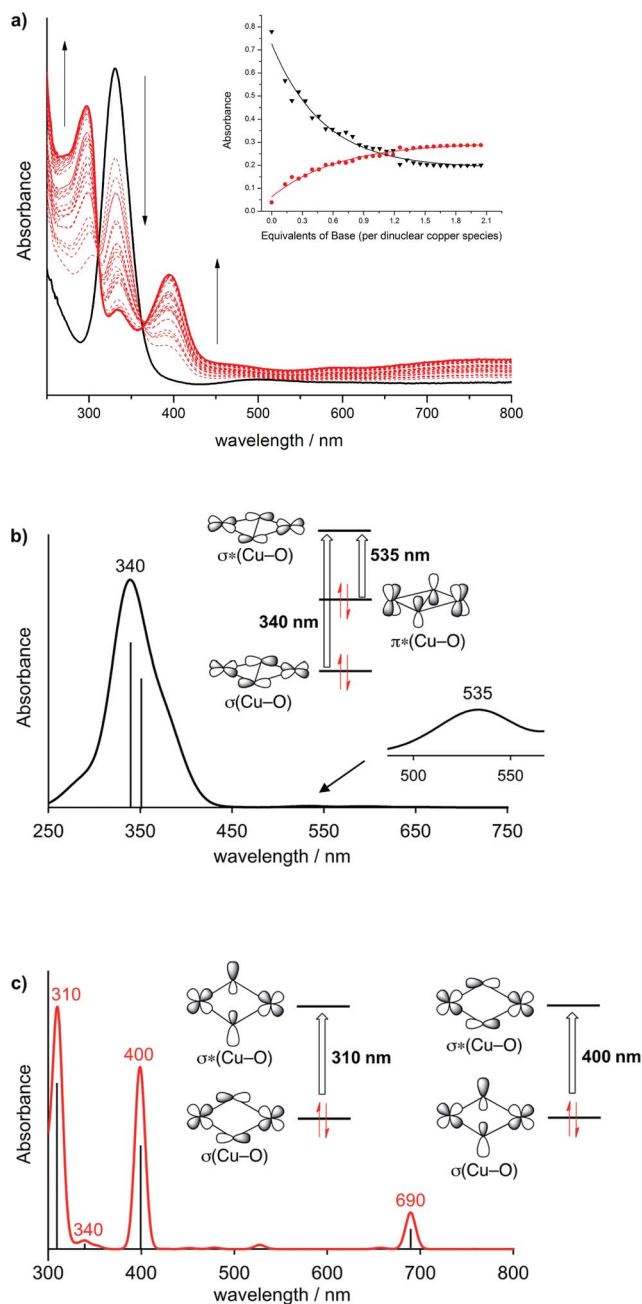 a)
Absorbance
300
400
500
600
700
800
wavelength / nm
Absorbance
0.8
0.7
0.6
0.5
0.4
0.3
0.2
0.1
0.0
0.0
0.3
0.6
0.9
1.2
1.5
1.8
2.1
Equivalents of Base (per dinuclear copper species)
b)
Absorbance
340
σ*(Cu–O)
535 nm
340 nm
π*(Cu–O)
σ(Cu–O)
535
500
550
250
350
450
550
650
750
wavelength / nm
c)
Absorbance
310
340
400
690
σ*(Cu–O)
310 nm
σ(Cu–O)
σ*(Cu–O)
400 nm
σ(Cu–O)
300
400
500
600
700
800
wavelength / nm